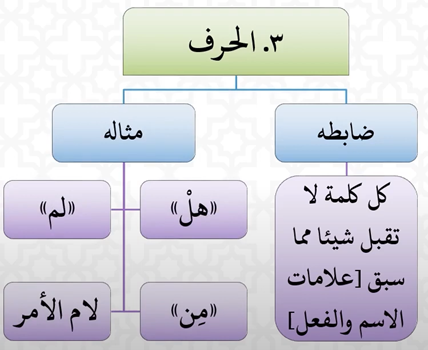 ٣. الحرف
ضابطه
مثاله
كل كلمة لا
تقبل شيئا مما
سبق [علامات
الاسم والفعل]
«هلْ»
«لم»
«مِن»
لام الأمر